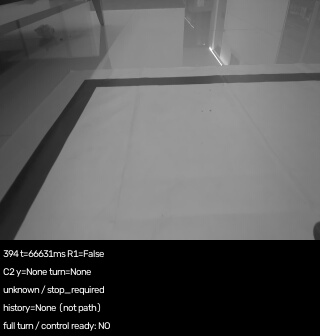 394 t=66631ms R1=False
C2 y=None turn=None
unknown / stop_required
history=None (not path)
full turn / control ready: NO